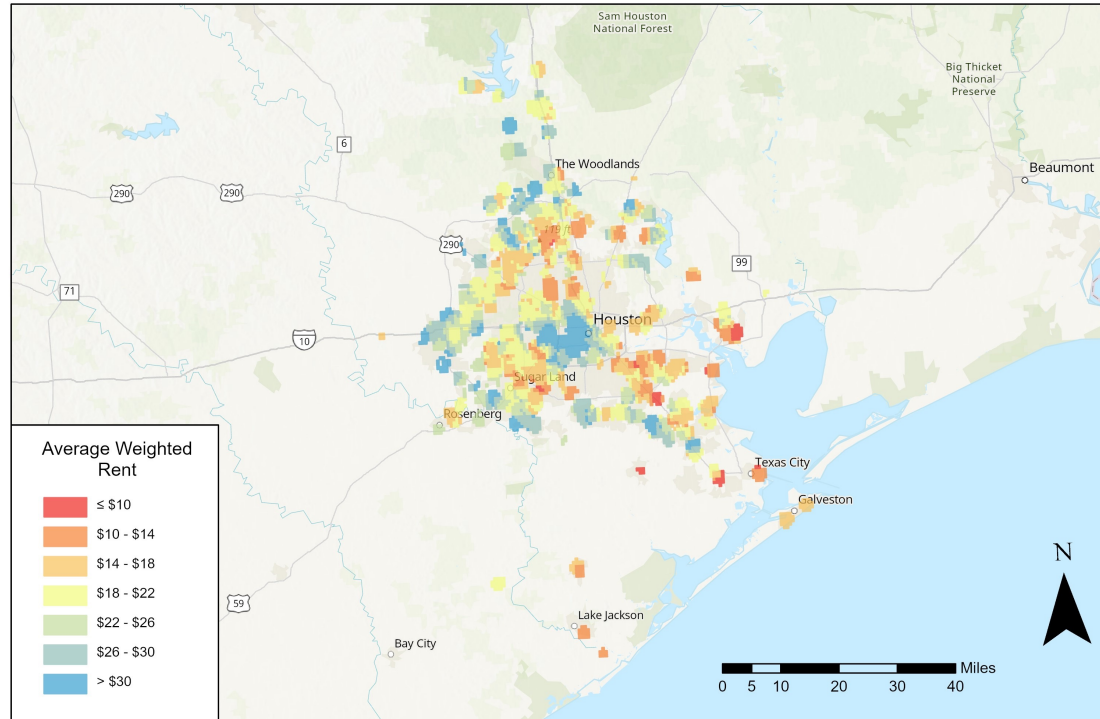 Sam Houston
National Forest
Big Thicket
National
Preserve
6
The Woodlands
Beaumont
290
290
119 ft
290
99
71
Houston
10
Sugar Land
Rosenberg
Average Weighted
Rent
Texas City
≤ $10
Galveston
$10 - $14
$14 - $18
N
$18 - $22
59
Lake Jackson
$22 - $26
Bay City
$26 - $30
Miles
> $30
0 5 10 20 30 40